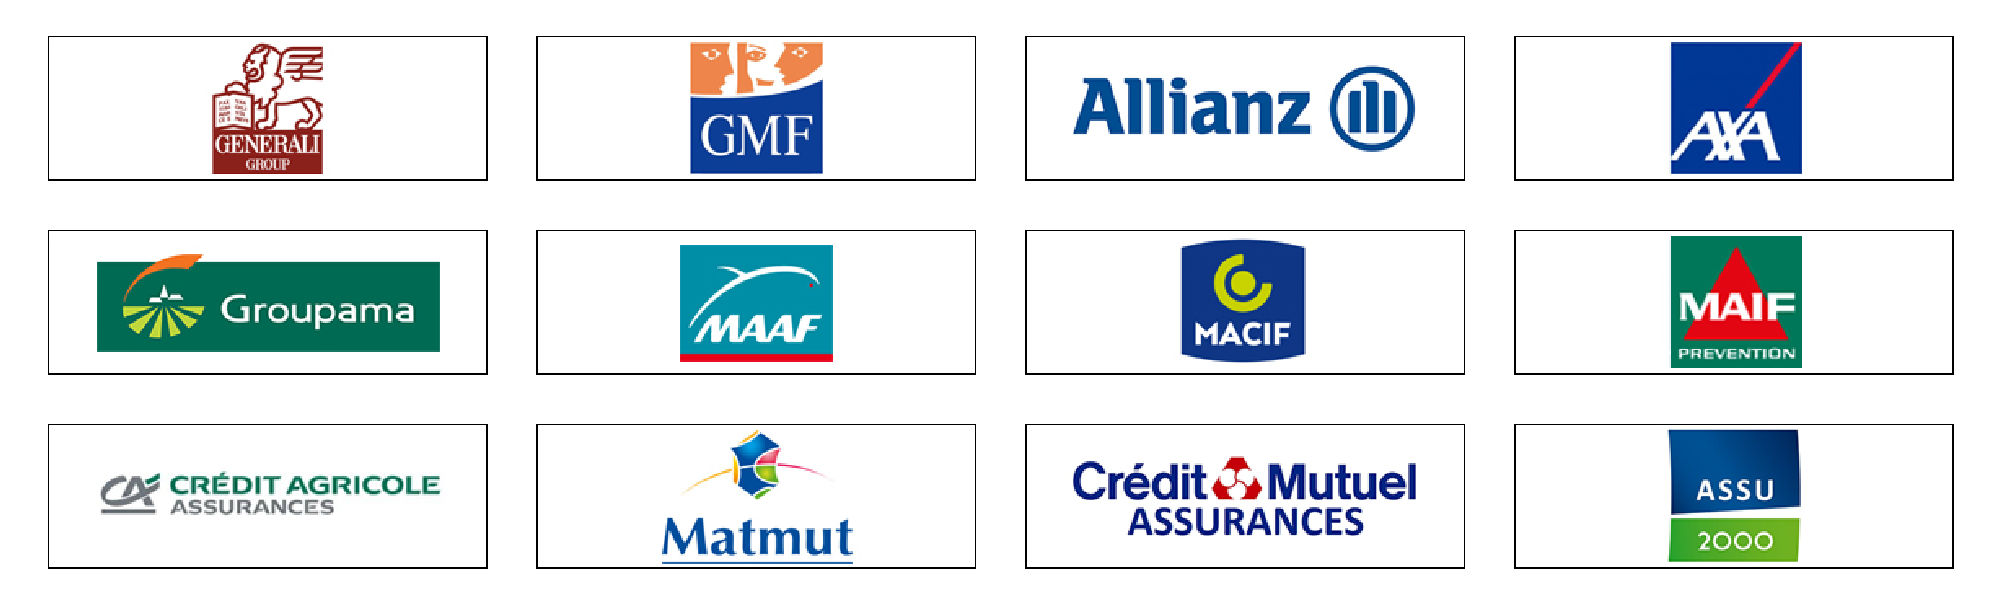 GENERALI
GROUP
GMF
Allianz
AXA
Groupama
MAAF
MACIF
MAIF
PREVENTION
CA CRÉDIT AGRICOLE
ASSURANCES
Matmut
Crédit Mutuel
ASSURANCES
ASSU
2000